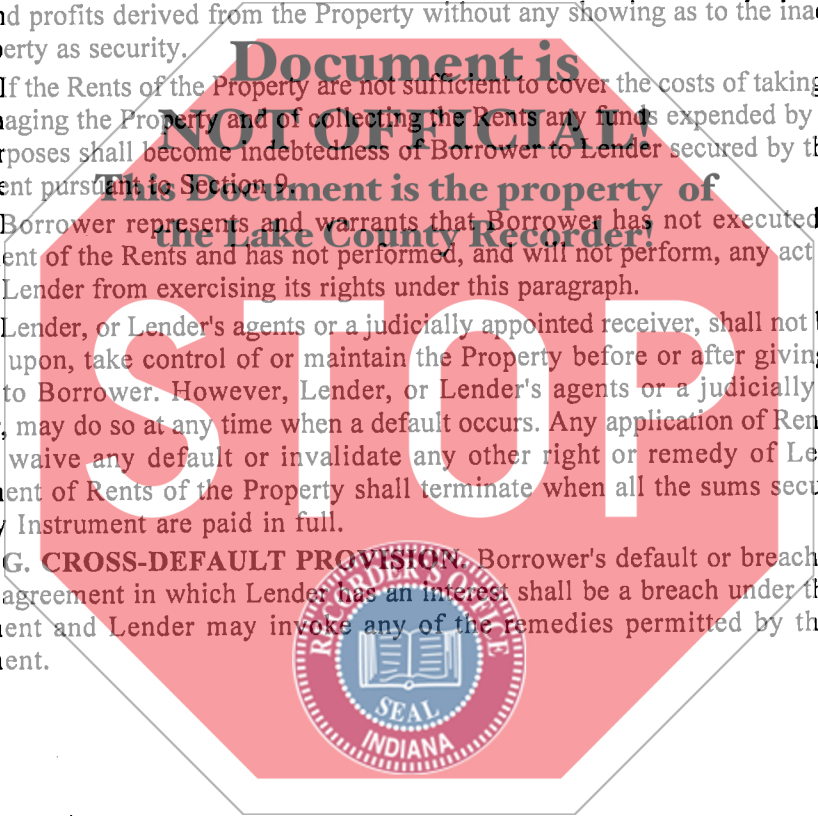 nd profits derived from the Property without any showing as to the ina
erty as security.
Document is
If the Rents of the Property are not sufficient to cover the costs of taking
aging the Property and of collecting the Rents any funds expended by
NOT OFFICIAL!
rposes shall become indebtedness of Borrower to Lender secured by th
ent pursuant to Section 9.
This Document is the property of
Borrower represents and warrants that Borrower has not executed
the Lake County Recorder!
ent of the Rents and has not performed, and will not perform, any act
Lender from exercising its rights under this paragraph.
Lender, or Lender's agents or a judicially appointed receiver, shall not
upon, take control of or maintain the Property before or after giving
to Borrower. However, Lender, or Lender's agents or a judicially
, may do so at any time when a default occurs. Any application of Ren
waive any default or invalidate any other right or remedy of Le
ent of Rents of the Property shall terminate when all the sums secu
y Instrument are paid in full.
STOP
G. CROSS-DEFAULT PROVISION. Borrower's default or breach
agreement in which Lender has an interest shall be a breach under th
ent and Lender may invoke any of the remedies permitted by th
ent.
RECORDER'S OFFICE
SEAL
INDIANA